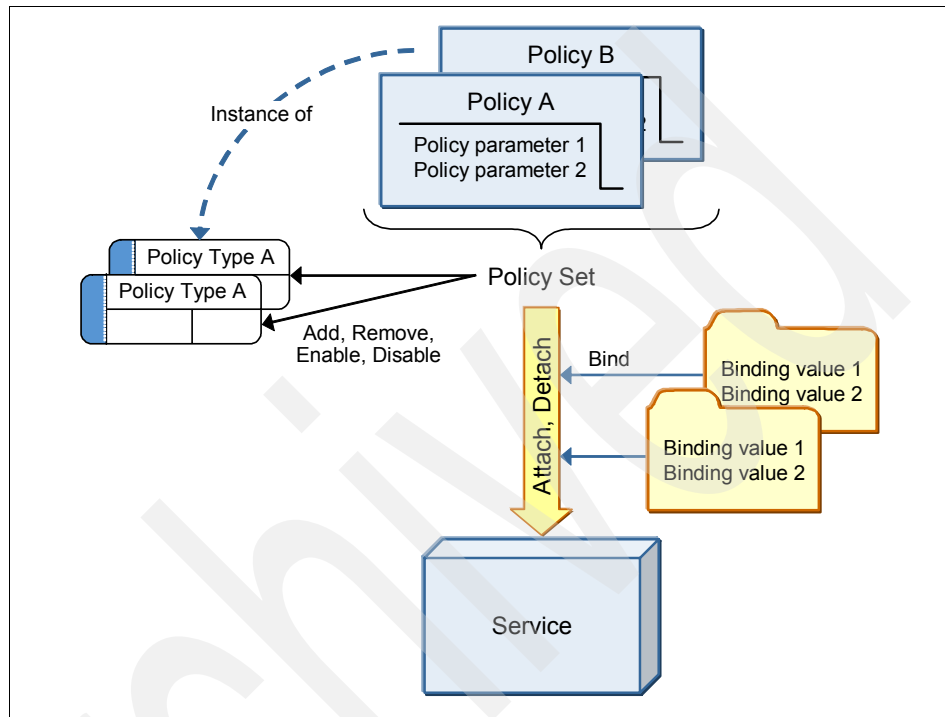 Policy B
Policy A
Instance of
Policy parameter 1
2
Policy parameter 2
Policy Type A
Policy Set
Policy Type A
Add, Remove,
Enable, Disable
Attach, Detach
Bind
Binding value 1
Binding value 2
Binding value 1
Binding value 2
Service